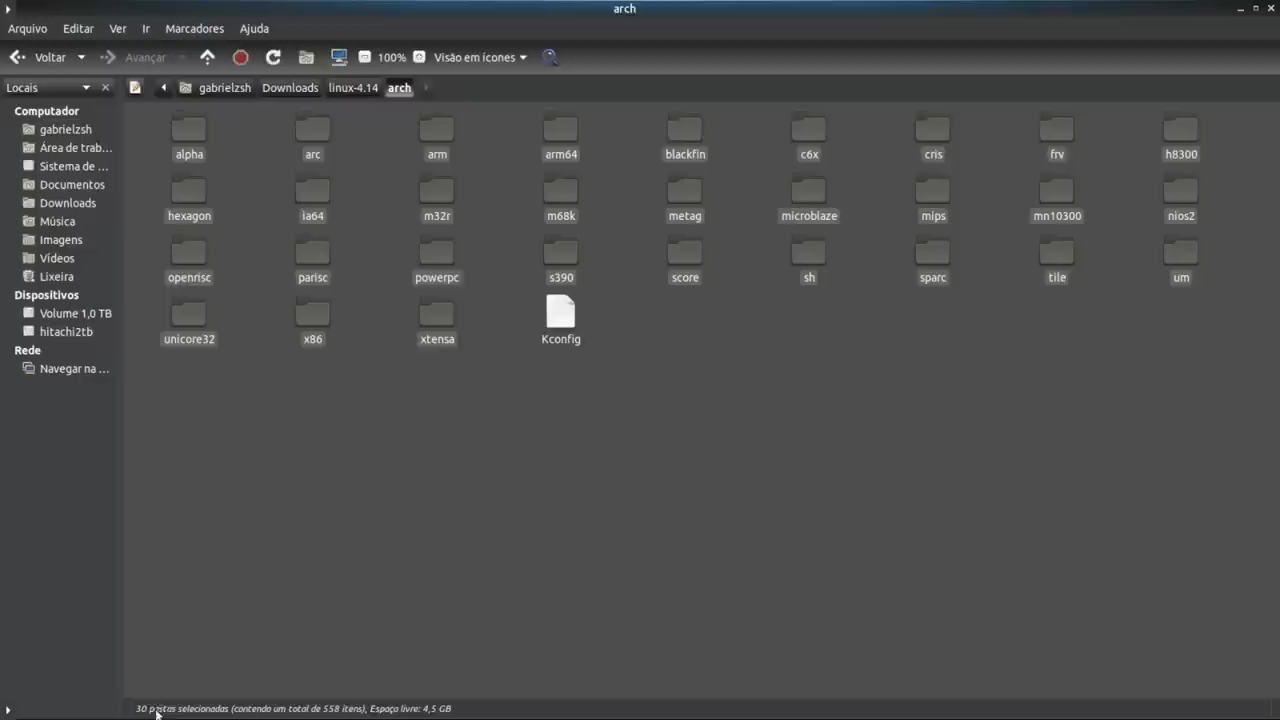 arch
Arquivo Editar Ver Ir Marcadores Ajuda
Voltar Avançar 100% Visão em ícones
Locais gabrielzsh Downloads linux-4.14 arch
Computador
gabrielzsh
Área de trab...
Sistema de ...
Documentos
Downloads
Música
Imagens
Vídeos
Lixeira
Dispositivos
Volume 1,0 TB
hitachi2tb
Rede
Navegar na ...
alpha arc arm arm64 blackfin c6x cris frv h8300
hexagon ia64 m32r m68k metag microblaze mips mn10300 nios2
openrisc parisc powerpc s390 score sh sparc tile um
unicore32 x86 xtensa Kconfig
30 pastas selecionadas (contendo um total de 558 itens), Espaço livre: 4,5 GB